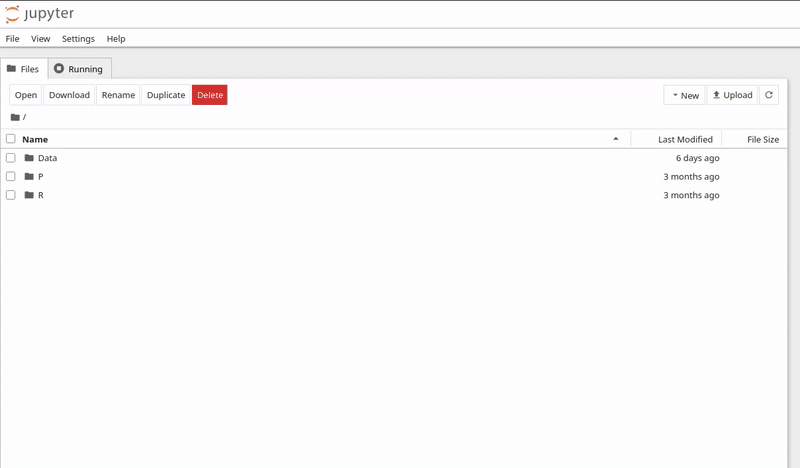 jupyter
File View Settings Help
Files Running
Open Download Rename Duplicate Delete New Upload
/
Name Last Modified File Size
Data 6 days ago
P 3 months ago
R 3 months ago